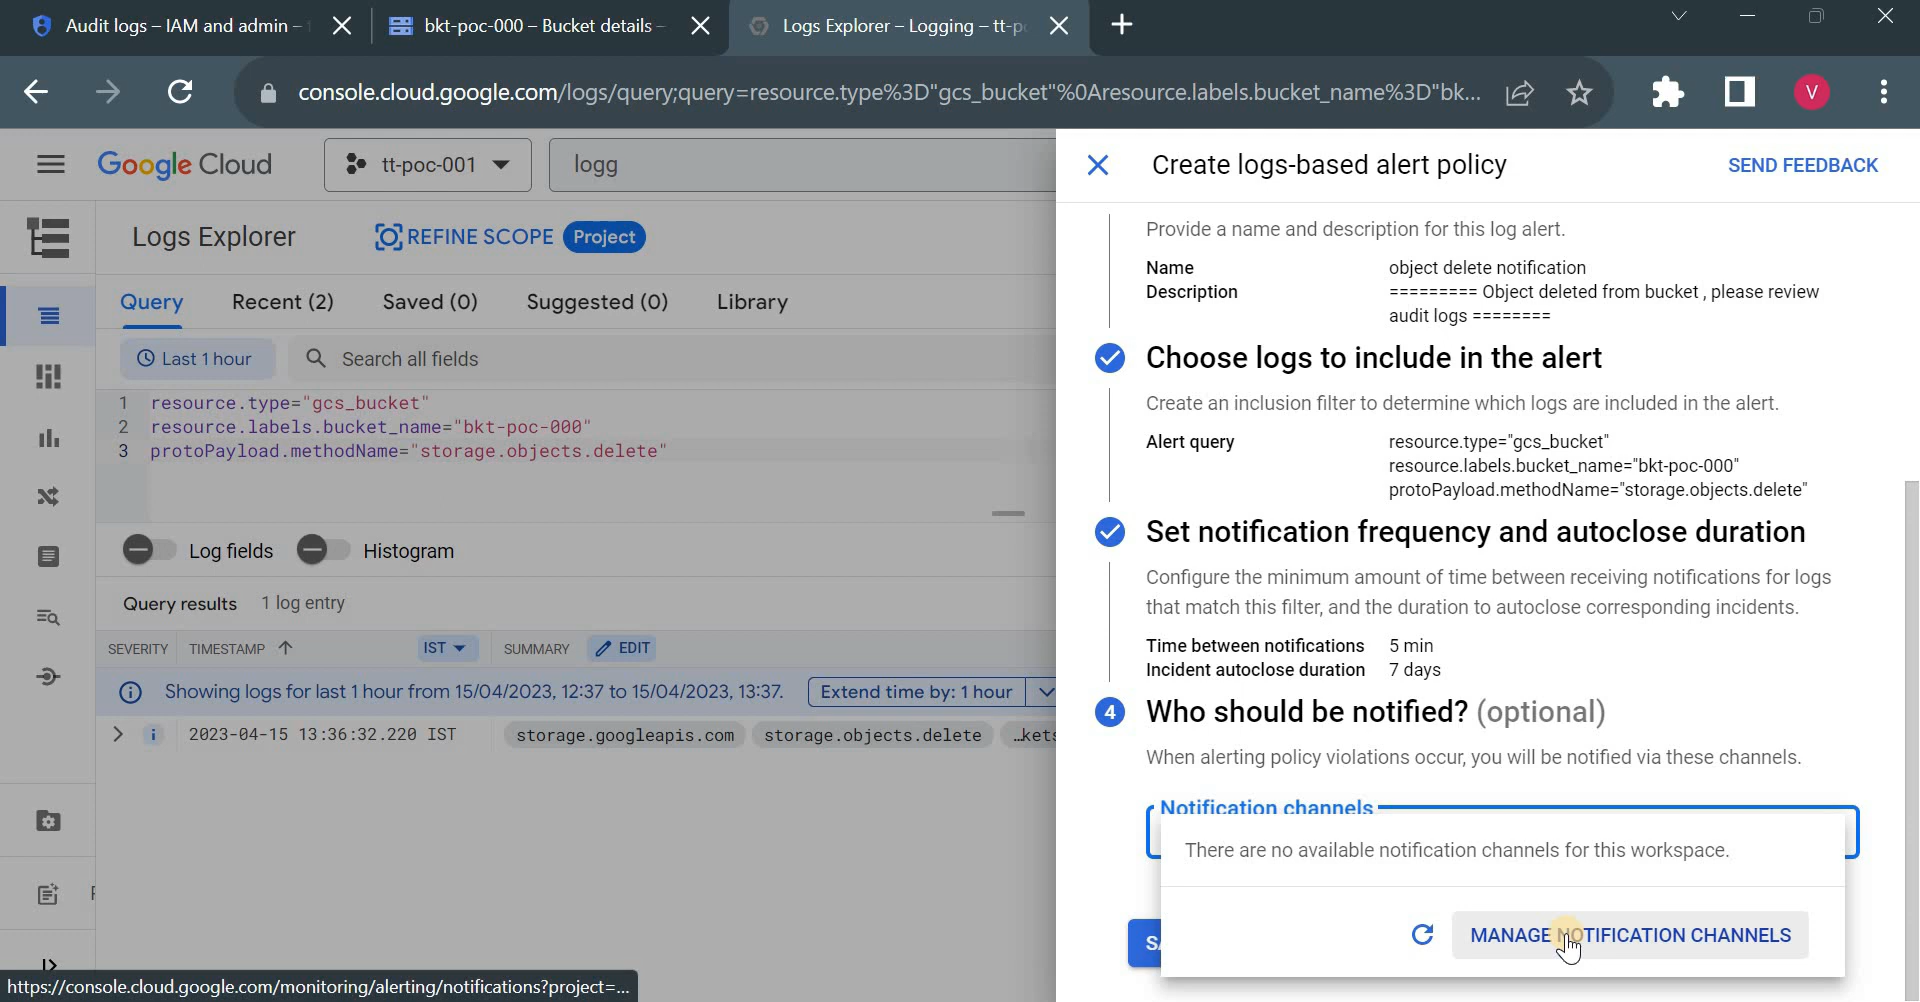 Audit logs – IAM and admin –
bkt-poc-000 – Bucket details –
Logs Explorer – Logging – tt-p
console.cloud.google.com/logs/query;query=resource.type%3D"gcs_bucket"%0Aresource.labels.bucket_name%3D"bk...
V
Google Cloud
tt-poc-001
logg
Logs Explorer
REFINE SCOPE
Project
Query
Recent (2)
Saved (0)
Suggested (0)
Library
Last 1 hour
Search all fields
1 resource.type="gcs_bucket"
2 resource.labels.bucket_name="bkt-poc-000"
3 protoPayload.methodName="storage.objects.delete"
Log fields
Histogram
Query results 1 log entry
SEVERITY TIMESTAMP IST SUMMARY EDIT
Showing logs for last 1 hour from 15/04/2023, 12:37 to 15/04/2023, 13:37.
Extend time by: 1 hour
2023-04-15 13:36:32.220 IST storage.googleapis.com storage.objects.delete …kets
https://console.cloud.google.com/monitoring/alerting/notifications?project=...
Create logs-based alert policy
SEND FEEDBACK
Provide a name and description for this log alert.
Name object delete notification
Description ========= Object deleted from bucket , please review
audit logs ========
Choose logs to include in the alert
Create an inclusion filter to determine which logs are included in the alert.
Alert query resource.type="gcs_bucket"
resource.labels.bucket_name="bkt-poc-000"
protoPayload.methodName="storage.objects.delete"
Set notification frequency and autoclose duration
Configure the minimum amount of time between receiving notifications for logs
that match this filter, and the duration to autoclose corresponding incidents.
Time between notifications 5 min
Incident autoclose duration 7 days
4 Who should be notified? (optional)
When alerting policy violations occur, you will be notified via these channels.
Notification channels
There are no available notification channels for this workspace.
MANAGE NOTIFICATION CHANNELS